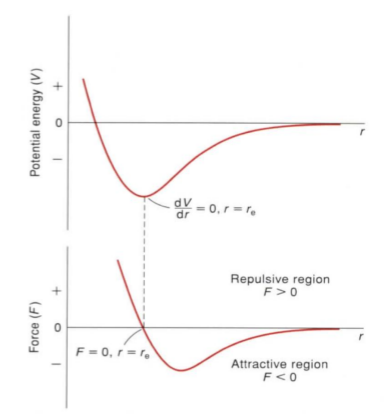 Potential energy (V)
+
0
−
r
dV/dr = 0, r = rₑ
Force (F)
+
0
−
r
Repulsive region
F > 0
F = 0, r = rₑ
Attractive region
F < 0